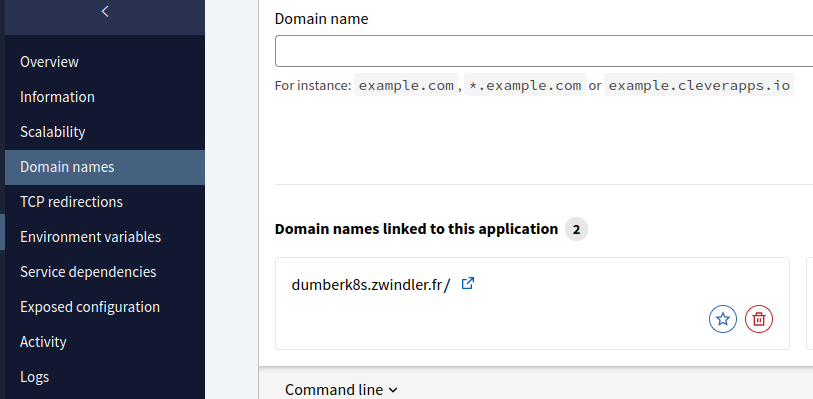 Overview
Information
Scalability
Domain names
TCP redirections
Environment variables
Service dependencies
Exposed configuration
Activity
Logs
Domain name
For instance: example.com , *.example.com or example.cleverapps.io
Domain names linked to this application 2
dumberk8s.zwindler.fr/
Command line